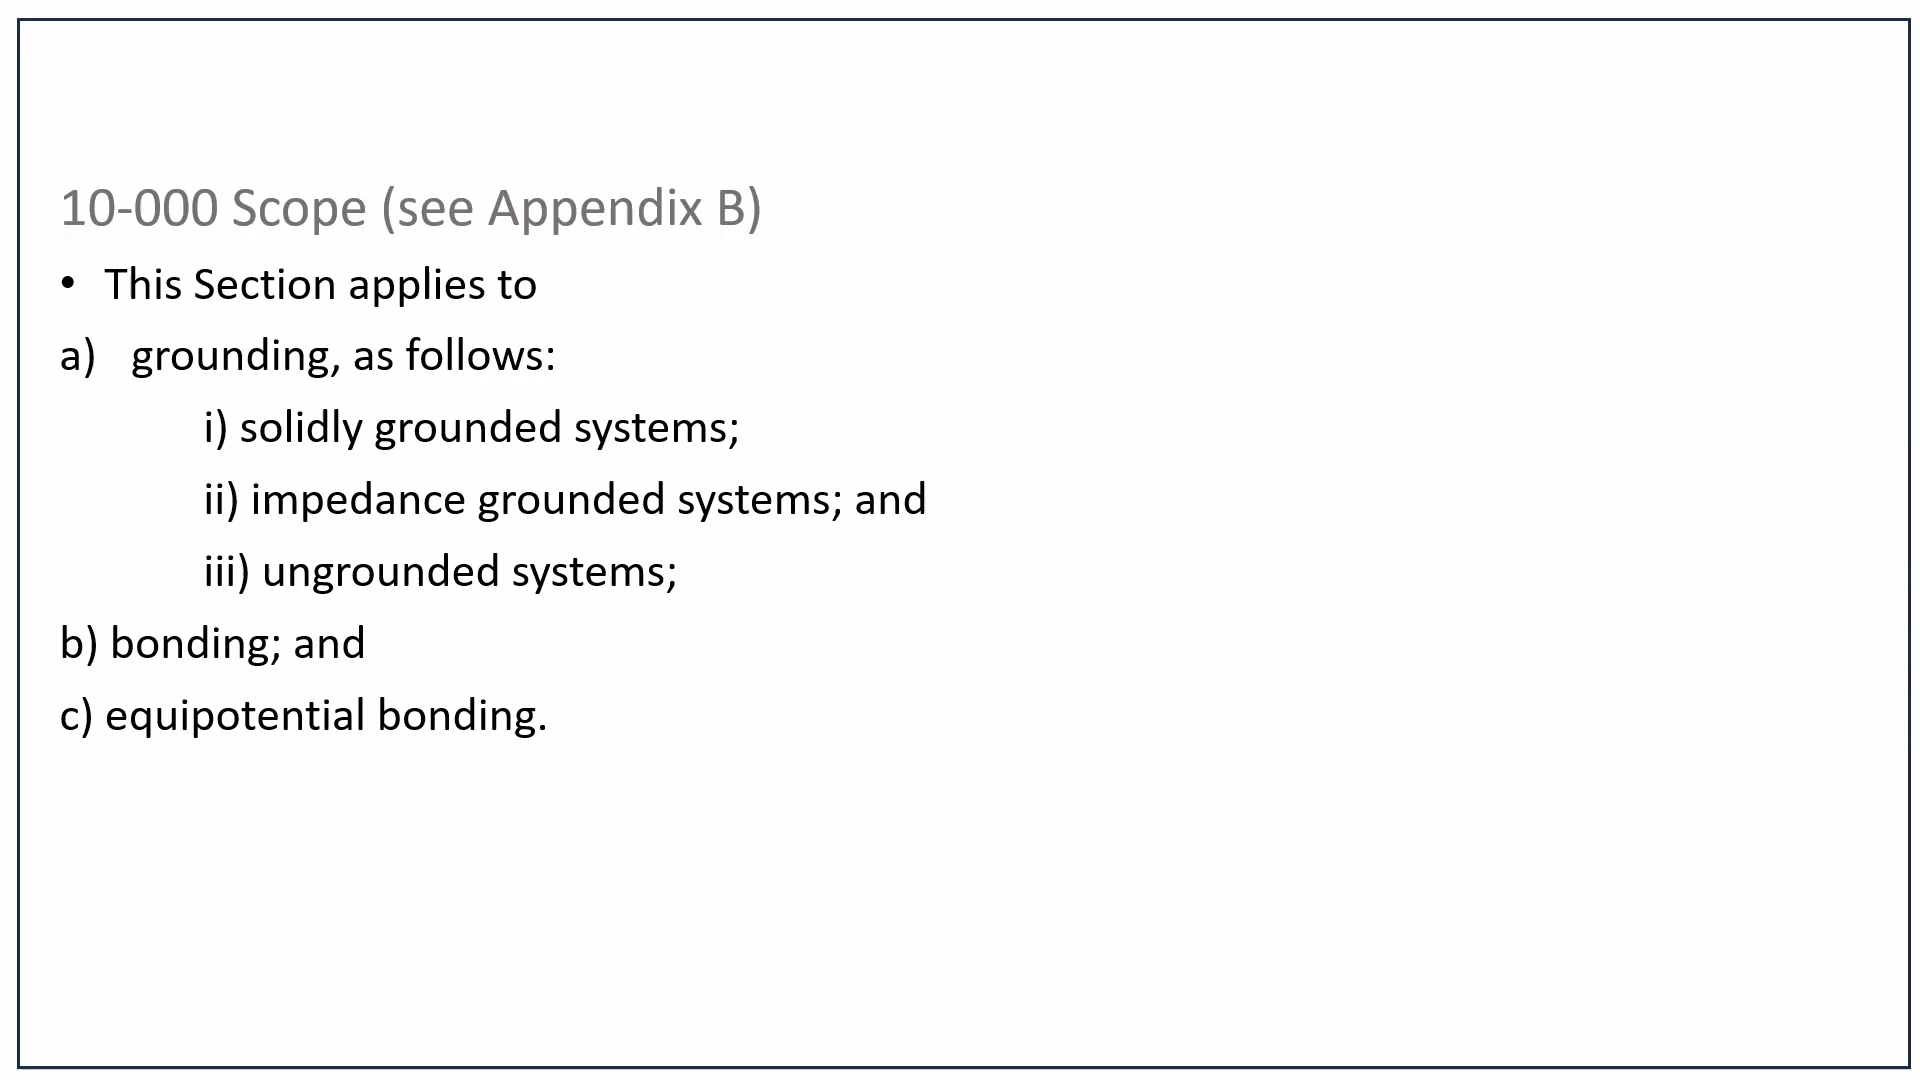 10-000 Scope (see Appendix B)
• This Section applies to
a) grounding, as follows:
i) solidly grounded systems;
ii) impedance grounded systems; and
iii) ungrounded systems;
b) bonding; and
c) equipotential bonding.